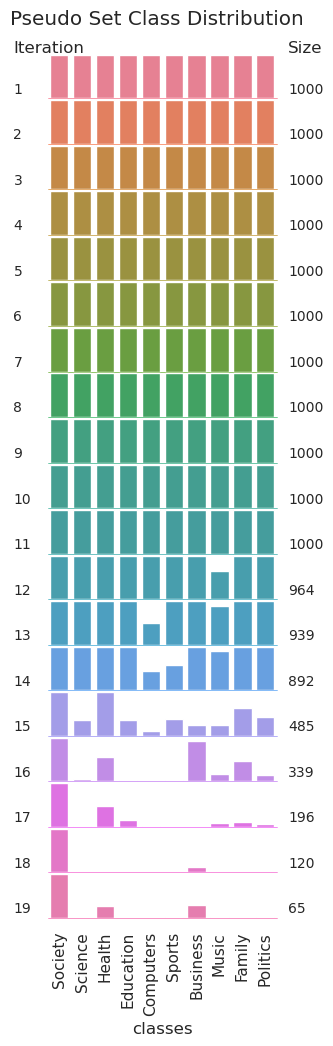 Pseudo Set Class Distribution
Iteration Size
1 1000
2 1000
3 1000
4 1000
5 1000
6 1000
7 1000
8 1000
9 1000
10 1000
11 1000
12 964
13 939
14 892
15 485
16 339
17 196
18 120
19 65
Society
Science
Health
Education
Computers
Sports
Business
Music
Family
Politics
classes